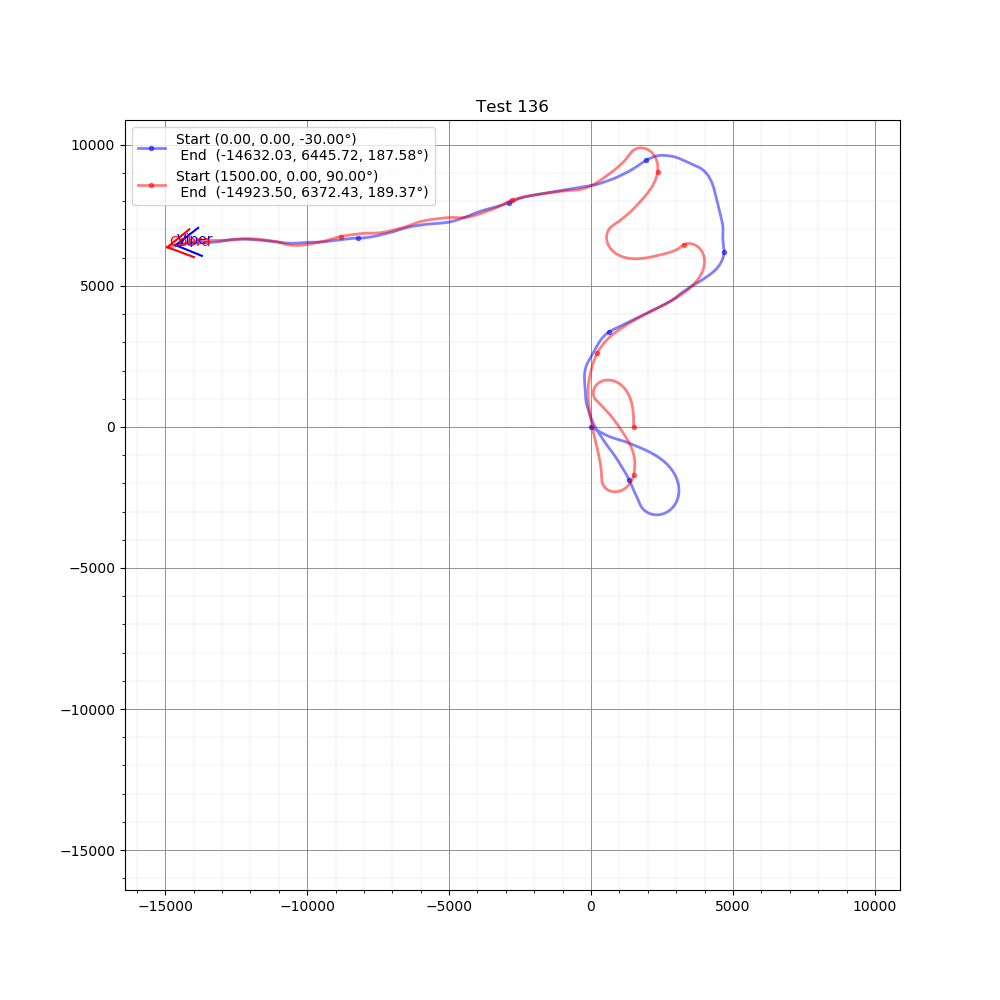 Test 136
10000
5000
0
−5000
−10000
−15000
Start (0.00, 0.00, -30.00°)
End  (-14632.03, 6445.72, 187.58°)
Start (1500.00, 0.00, 90.00°)
End  (-14923.50, 6372.43, 189.37°)
Viper
−15000
−10000
−5000
0
5000
10000